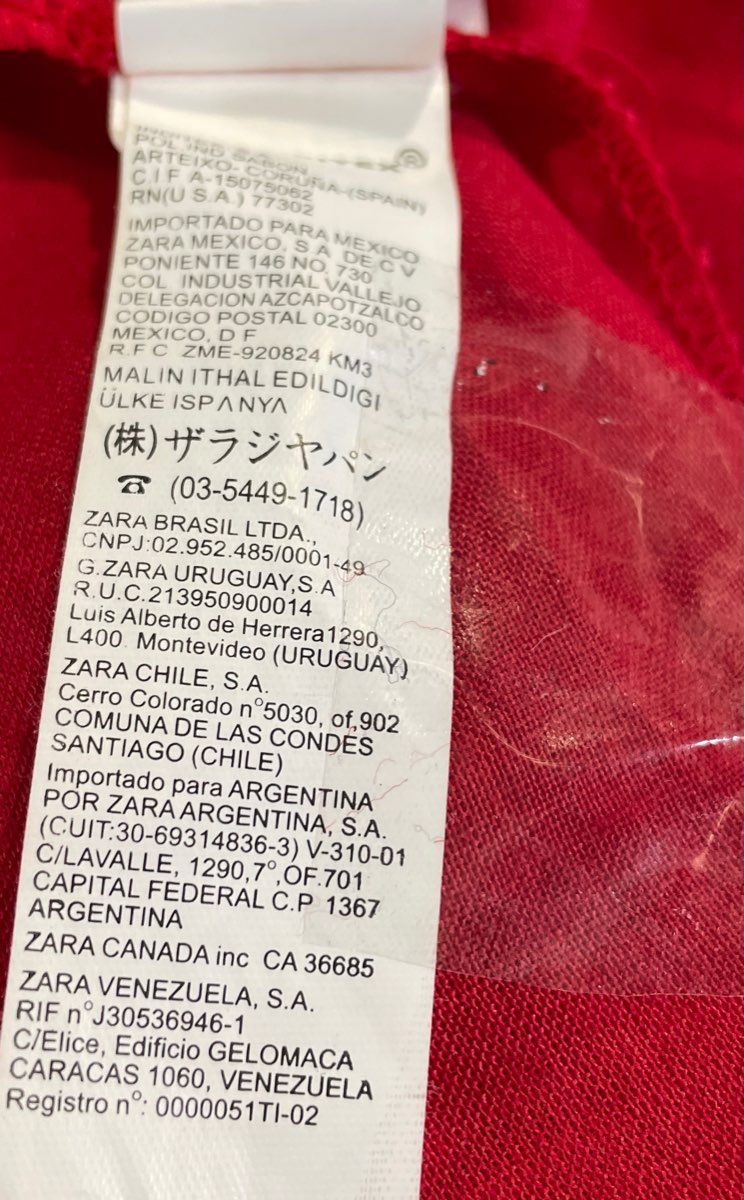 POL.IND.SABON
ARTEIXO- CORUÑA-(SPAIN)
C.I F A-15075062
RN(U S.A.) 77302
IMPORTADO PARA MEXICO
ZARA MEXICO, S.A DE C V
PONIENTE 146 NO, 730
COL INDUSTRIAL VALLEJO
DELEGACION AZCAPOTZALCO
CODIGO POSTAL 02300
MEXICO, D F
R.F C ZME-920824 KM3
MALIN ITHAL EDILDIGI
ÜLKE ISPANYA
(株)ザラジヤパン
☎ (03-5449-1718)
ZARA BRASIL LTDA.,
CNPJ:02.952.485/0001-49
G.ZARA URUGUAY,S.A
R.U.C.213950900014
Luis Alberto de Herrera1290,
L400. Montevideo (URUGUAY)
ZARA CHILE, S.A.
Cerro Colorado nº5030, of,902
COMUNA DE LAS CONDES
SANTIAGO (CHILE)
Importado para ARGENTINA
POR ZARA ARGENTINA, S.A.
(CUIT:30-69314836-3) V-310-01
C/LAVALLE, 1290,7º,OF.701
CAPITAL FEDERAL C.P 1367
ARGENTINA
ZARA CANADA inc CA 36685
ZARA VENEZUELA, S.A.
RIF nºJ30536946-1
C/Elice, Edificio GELOMACA
CARACAS 1060, VENEZUELA
Registro nº: 0000051TI-02